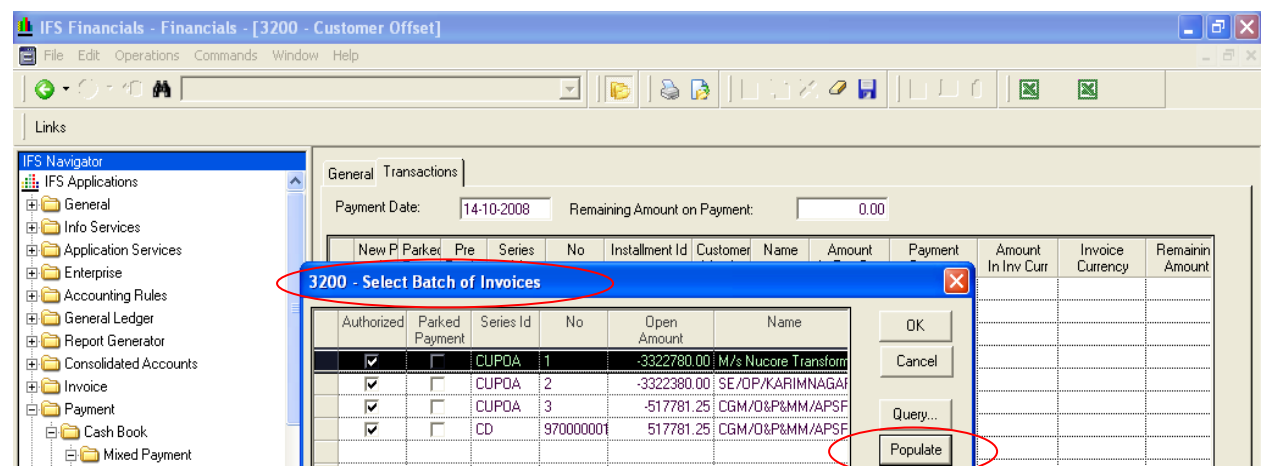 IFS Financials - Financials - [3200 - Customer Offset]
File Edit Operations Commands Window Help
Links
IFS Navigator
IFS Applications
General
Info Services
Application Services
Enterprise
Accounting Rules
General Ledger
Report Generator
Consolidated Accounts
Invoice
Payment
Cash Book
Mixed Payment
General Transactions
Payment Date: 14-10-2008 Remaining Amount on Payment: 0.00
New P Parked Pre Series No Installment Id Customer Name Amount Payment Amount Invoice Remainin
In Inv Curr Currency Amount
3200 - Select Batch of Invoices
Authorized Parked Series Id No Open Name
Payment Amount
CUPOA 1 -3322780.00 M/s Nucore Transform
CUPOA 2 -3322380.00 SE/OP/KARIMNAGAR
CUPOA 3 -517781.25 CGM/O&P&MM/APSF
CD 970000001 517781.25 CGM/O&P&MM/APSF
OK
Cancel
Query...
Populate